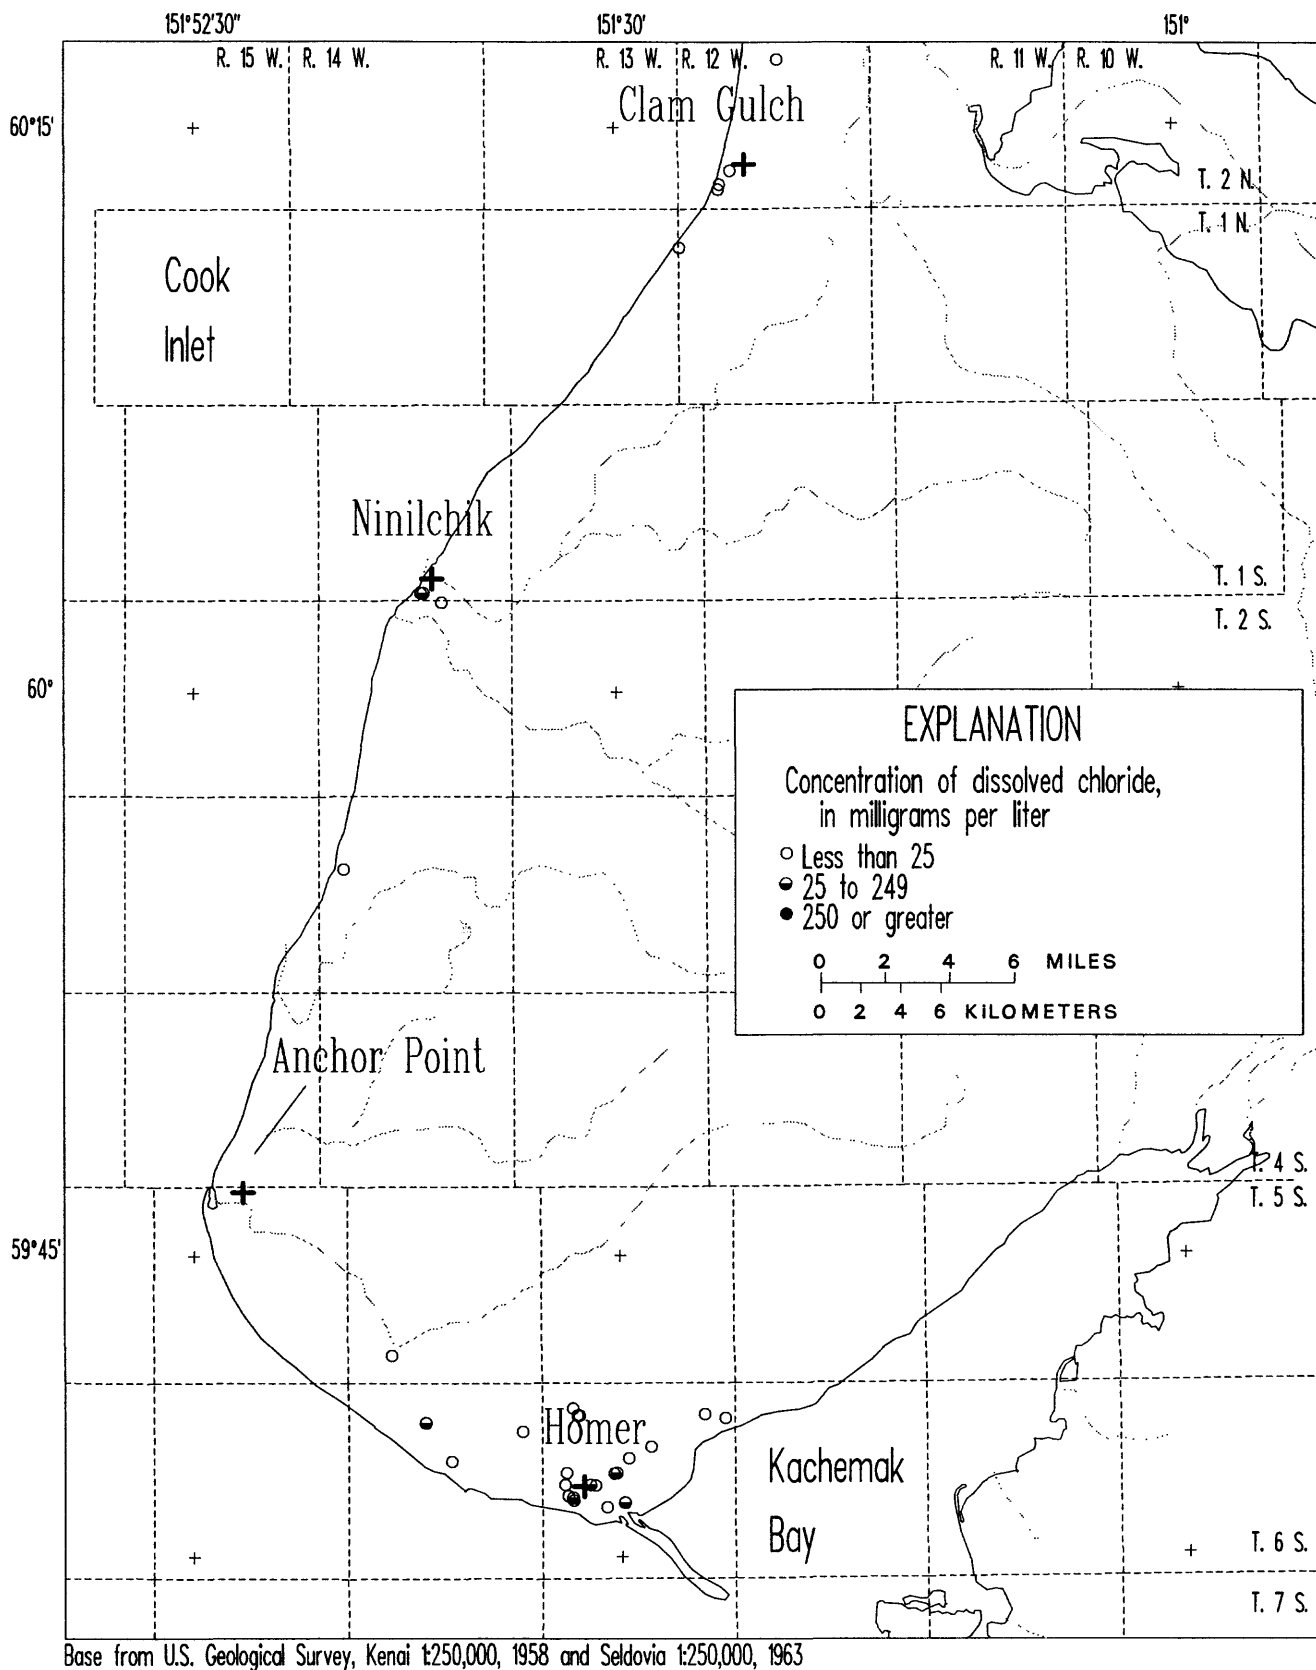 151°52'30" 151°30' 151°
R. 15 W. R. 14 W. R. 13 W. R. 12 W. R. 11 W. R. 10 W.
Clam Gulch
60°15'
T. 2 N.
T. 1 N.
Cook
Inlet
Ninilchik
T. 1 S.
T. 2 S.
60°
EXPLANATION
Concentration of dissolved chloride,
in milligrams per liter
Less than 25
25 to 249
250 or greater
0 2 4 6 MILES
0 2 4 6 KILOMETERS
Anchor Point
T. 4 S.
T. 5 S.
59°45'
Homer
Kachemak
Bay
T. 6 S.
T. 7 S.
Base from U.S. Geological Survey, Kenai 1:250,000, 1958 and Seldovia 1:250,000, 1963